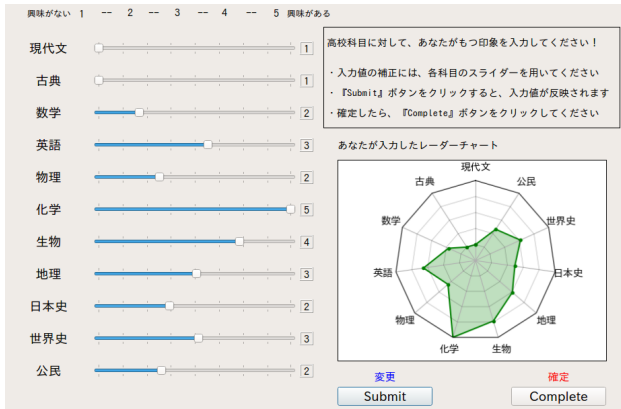 興味がない 1 -- 2 -- 3 -- 4 -- 5 興味がある
現代文 1
古典 1
数学 2
英語 3
物理 2
化学 5
生物 4
地理 3
日本史 2
世界史 3
公民 2
高校科目に対して、あなたがもつ印象を入力してください！
・入力値の補正には、各科目のスライダーを用いてください
・『Submit』ボタンをクリックすると、入力値が反映されます
・確定したら、『Complete』ボタンをクリックしてください
あなたが入力したレーダーチャート
現代文
古典
公民
数学
世界史
英語
日本史
物理
地理
化学
生物
変更
確定
Submit
Complete